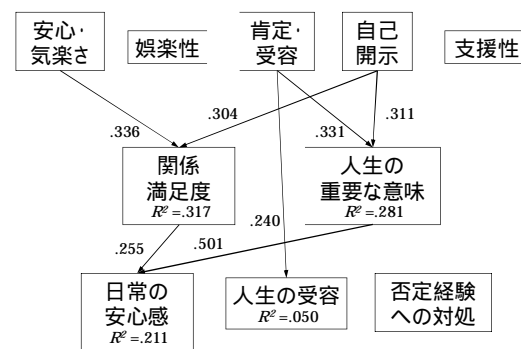 安心・
気楽さ
娯楽性
肯定・
受容
自己
開示
支援性
.336
.304
.331
.311
関係
満足度
R²=.317
人生の
重要な意味
R²=.281
.255
.501
.240
日常の
安心感
R²=.211
人生の受容
R²=.050
否定経験
への対処